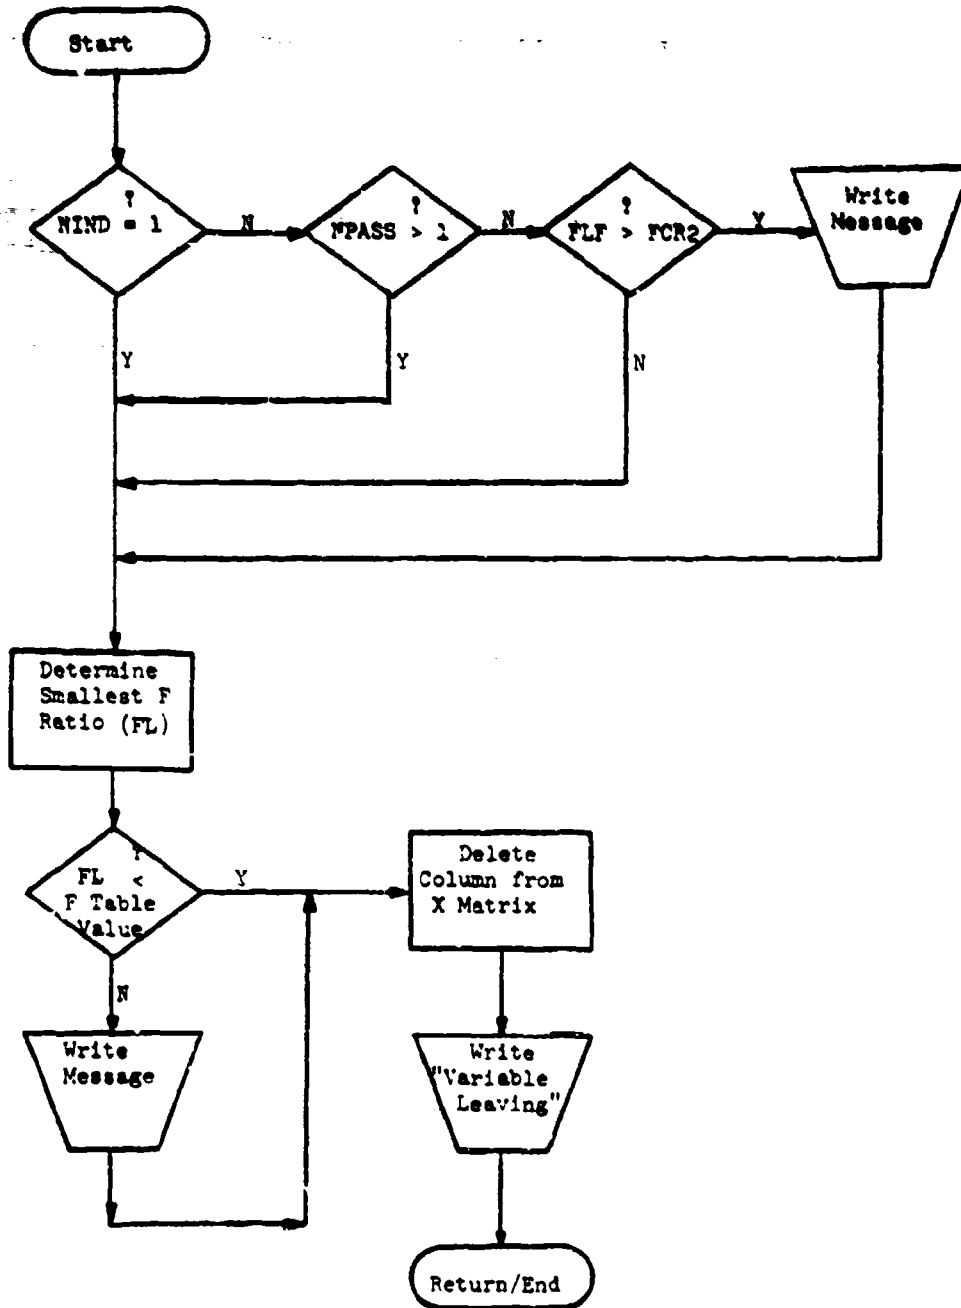 Start
?
NIND = 1
N
?
NPASS > 1
N
?
FLF > FCR2
Y
Write
Message
Y
Y
N
Determine
Smallest F
Ratio (FL)
?
FL <
F Table
Value
Y
Delete
Column from
X Matrix
N
Write
Message
Write
"Variable
Leaving"
Return/End